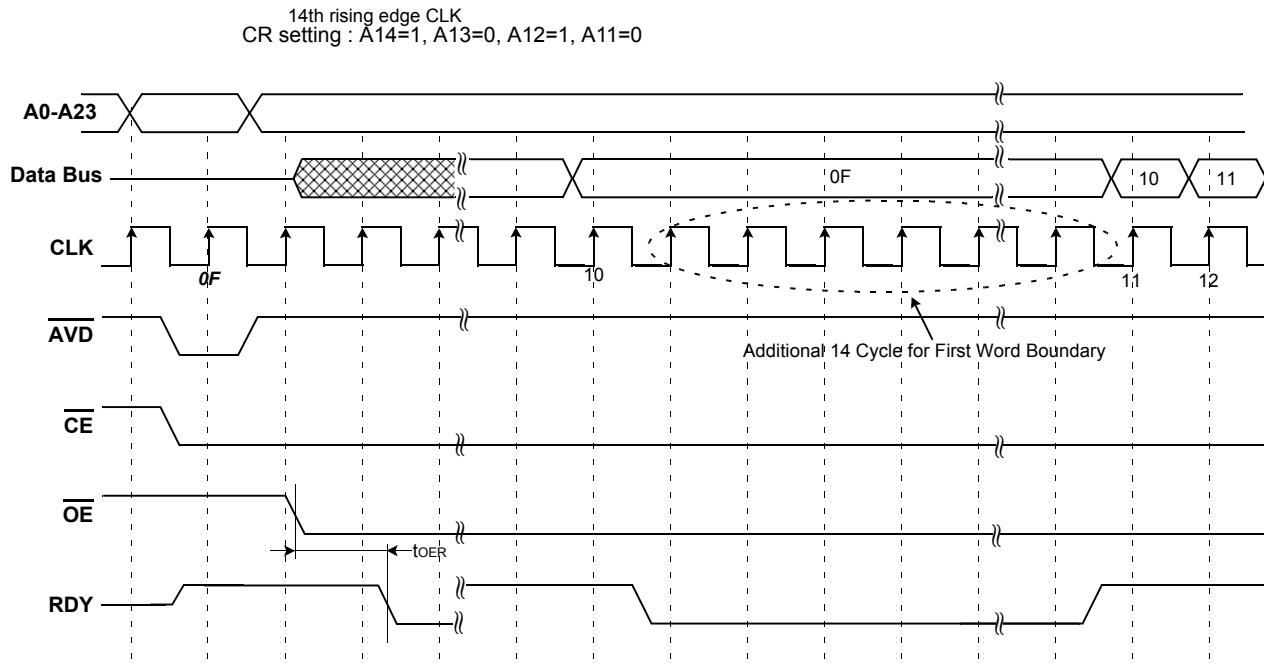 14th rising edge CLK
CR setting : A14=1, A13=0, A12=1, A11=0
A0-A23
Data Bus
0F
10
11
CLK
0F
10
11
12
AVD
Additional 14 Cycle for First Word Boundary
CE
OE
tOER
RDY